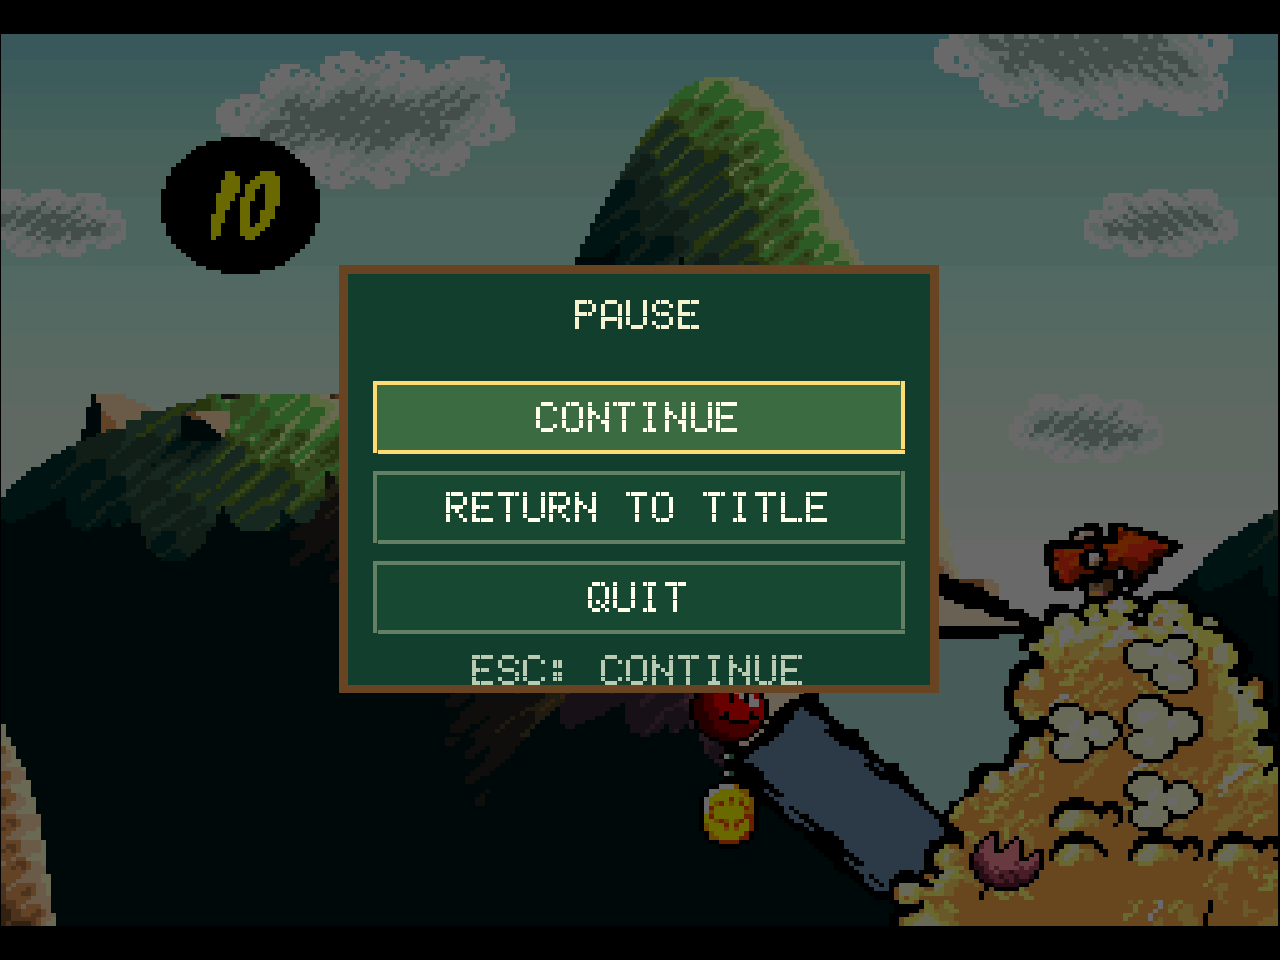 10
PAUSE
CONTINUE
RETURN TO TITLE
QUIT
ESC: CONTINUE